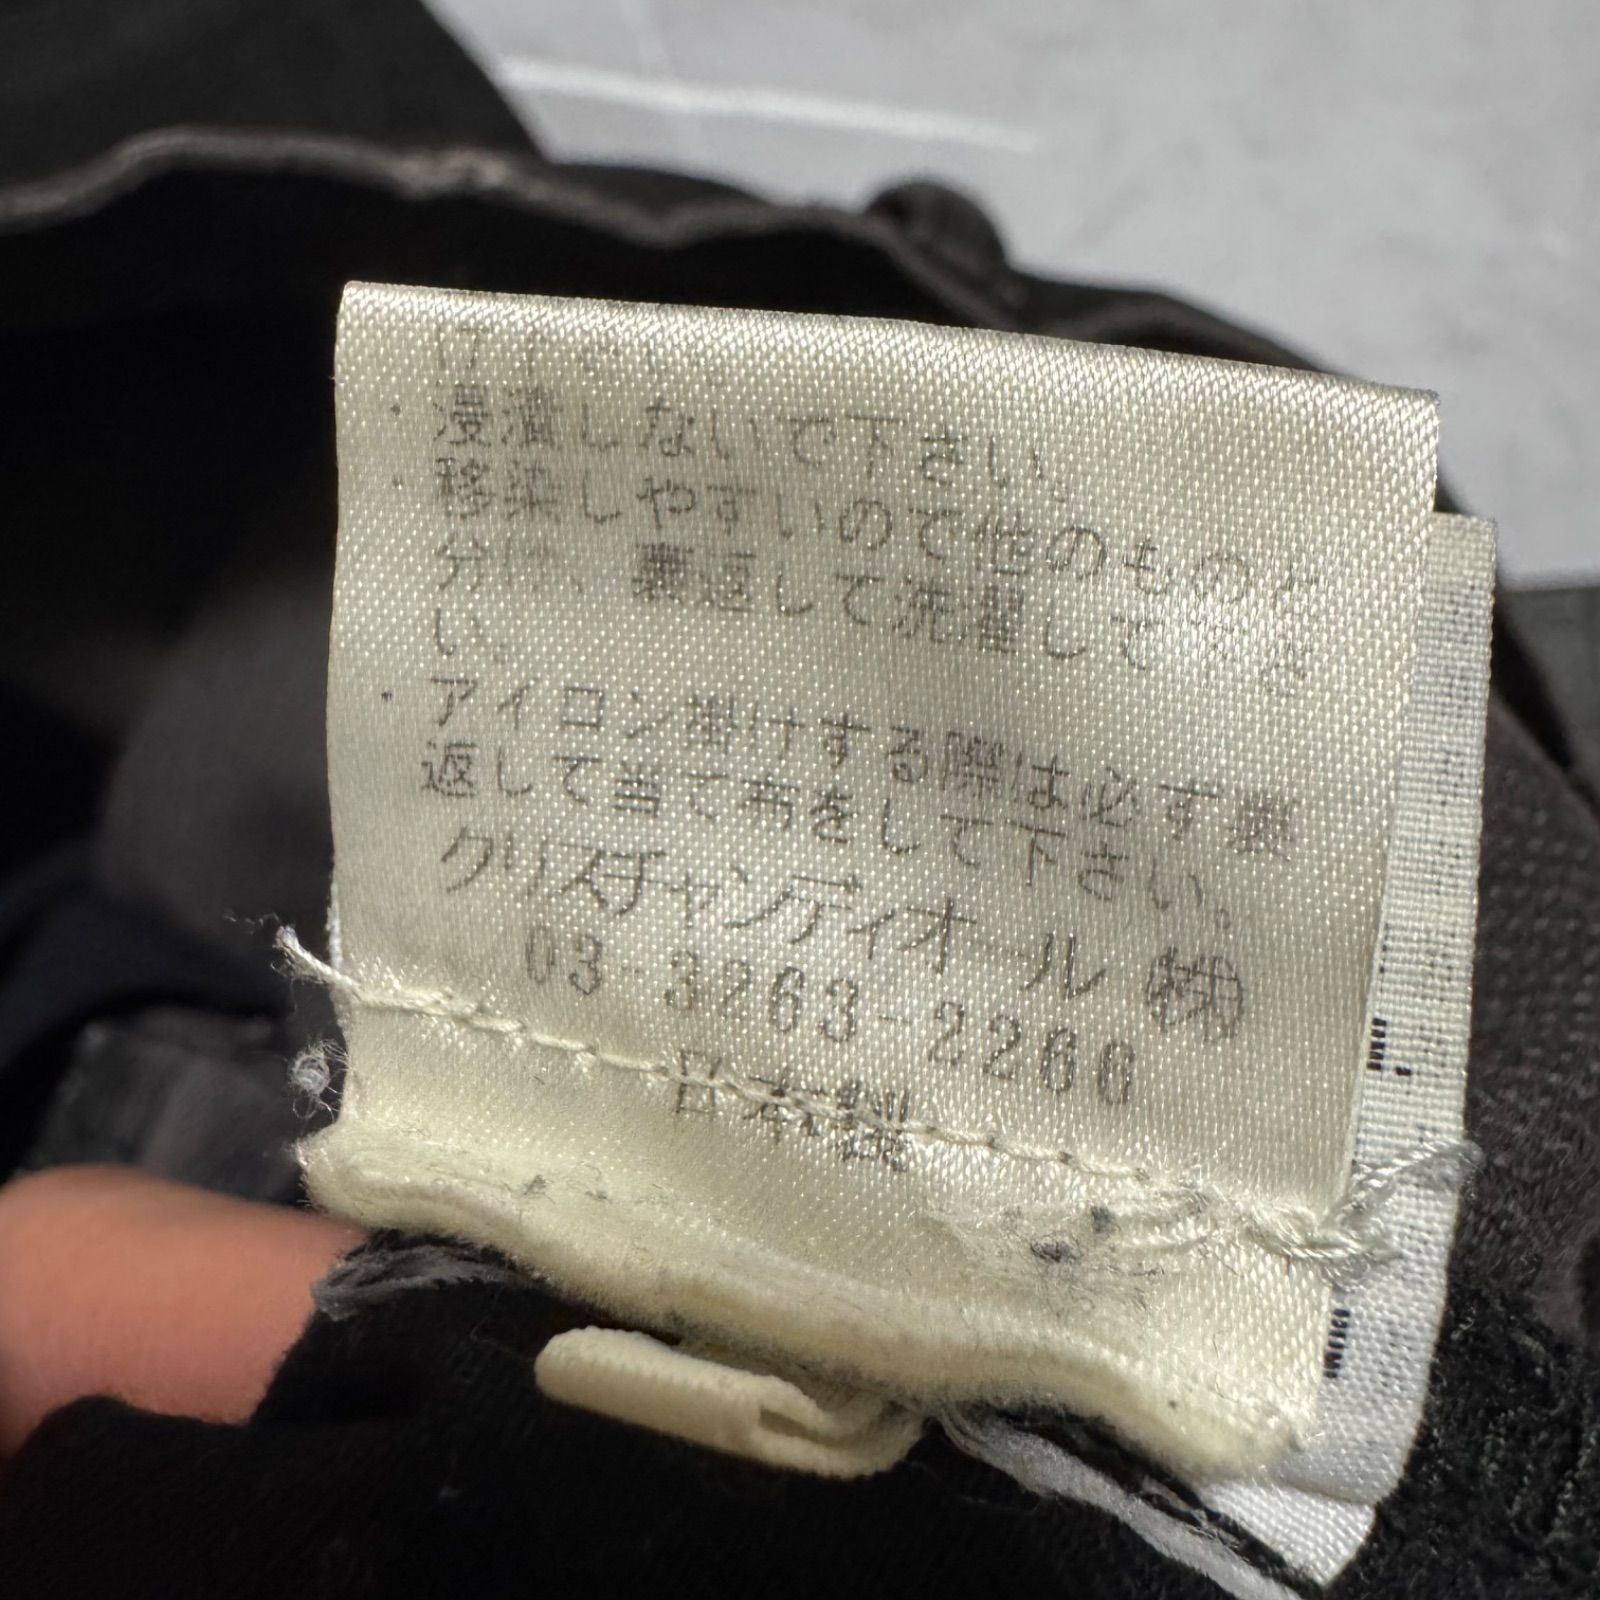 ・浸漬しないで下さい。
・移染しやすいので他のものと
分け、裏返して洗濯して下さ
い。
・アイロン掛けする際は必ず裏
返して当て布をして下さい。
クリスチャンディオール㈱
03-3263-2266
日本製